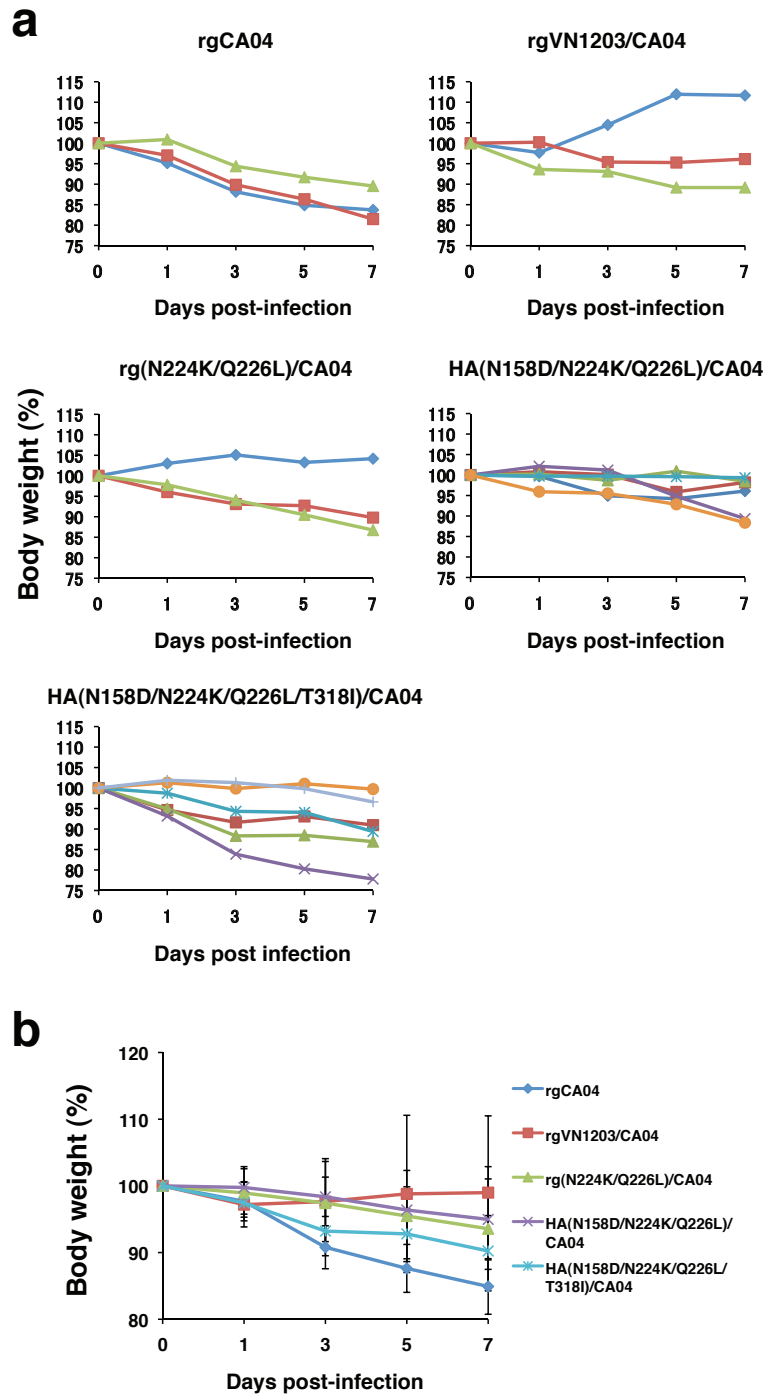 a
rgCA04
115
110
105
100
95
90
85
80
75
0 1 3 5 7
Days post-infection
rgVN1203/CA04
115
110
105
100
95
90
85
80
75
0 1 3 5 7
Days post-infection
Body weight (%)
rg(N224K/Q226L)/CA04
115
110
105
100
95
90
85
80
75
0 1 3 5 7
Days post-infection
HA(N158D/N224K/Q226L)/CA04
115
110
105
100
95
90
85
80
75
0 1 3 5 7
Days post-infection
HA(N158D/N224K/Q226L/T318I)/CA04
115
110
105
100
95
90
85
80
75
0 1 3 5 7
Days post infection
b
Body weight (%)
120
110
100
90
80
0 1 3 5 7
Days post-infection
rgCA04
rgVN1203/CA04
rg(N224K/Q226L)/CA04
HA(N158D/N224K/Q226L)/
CA04
HA(N158D/N224K/Q226L/
T318I)/CA04